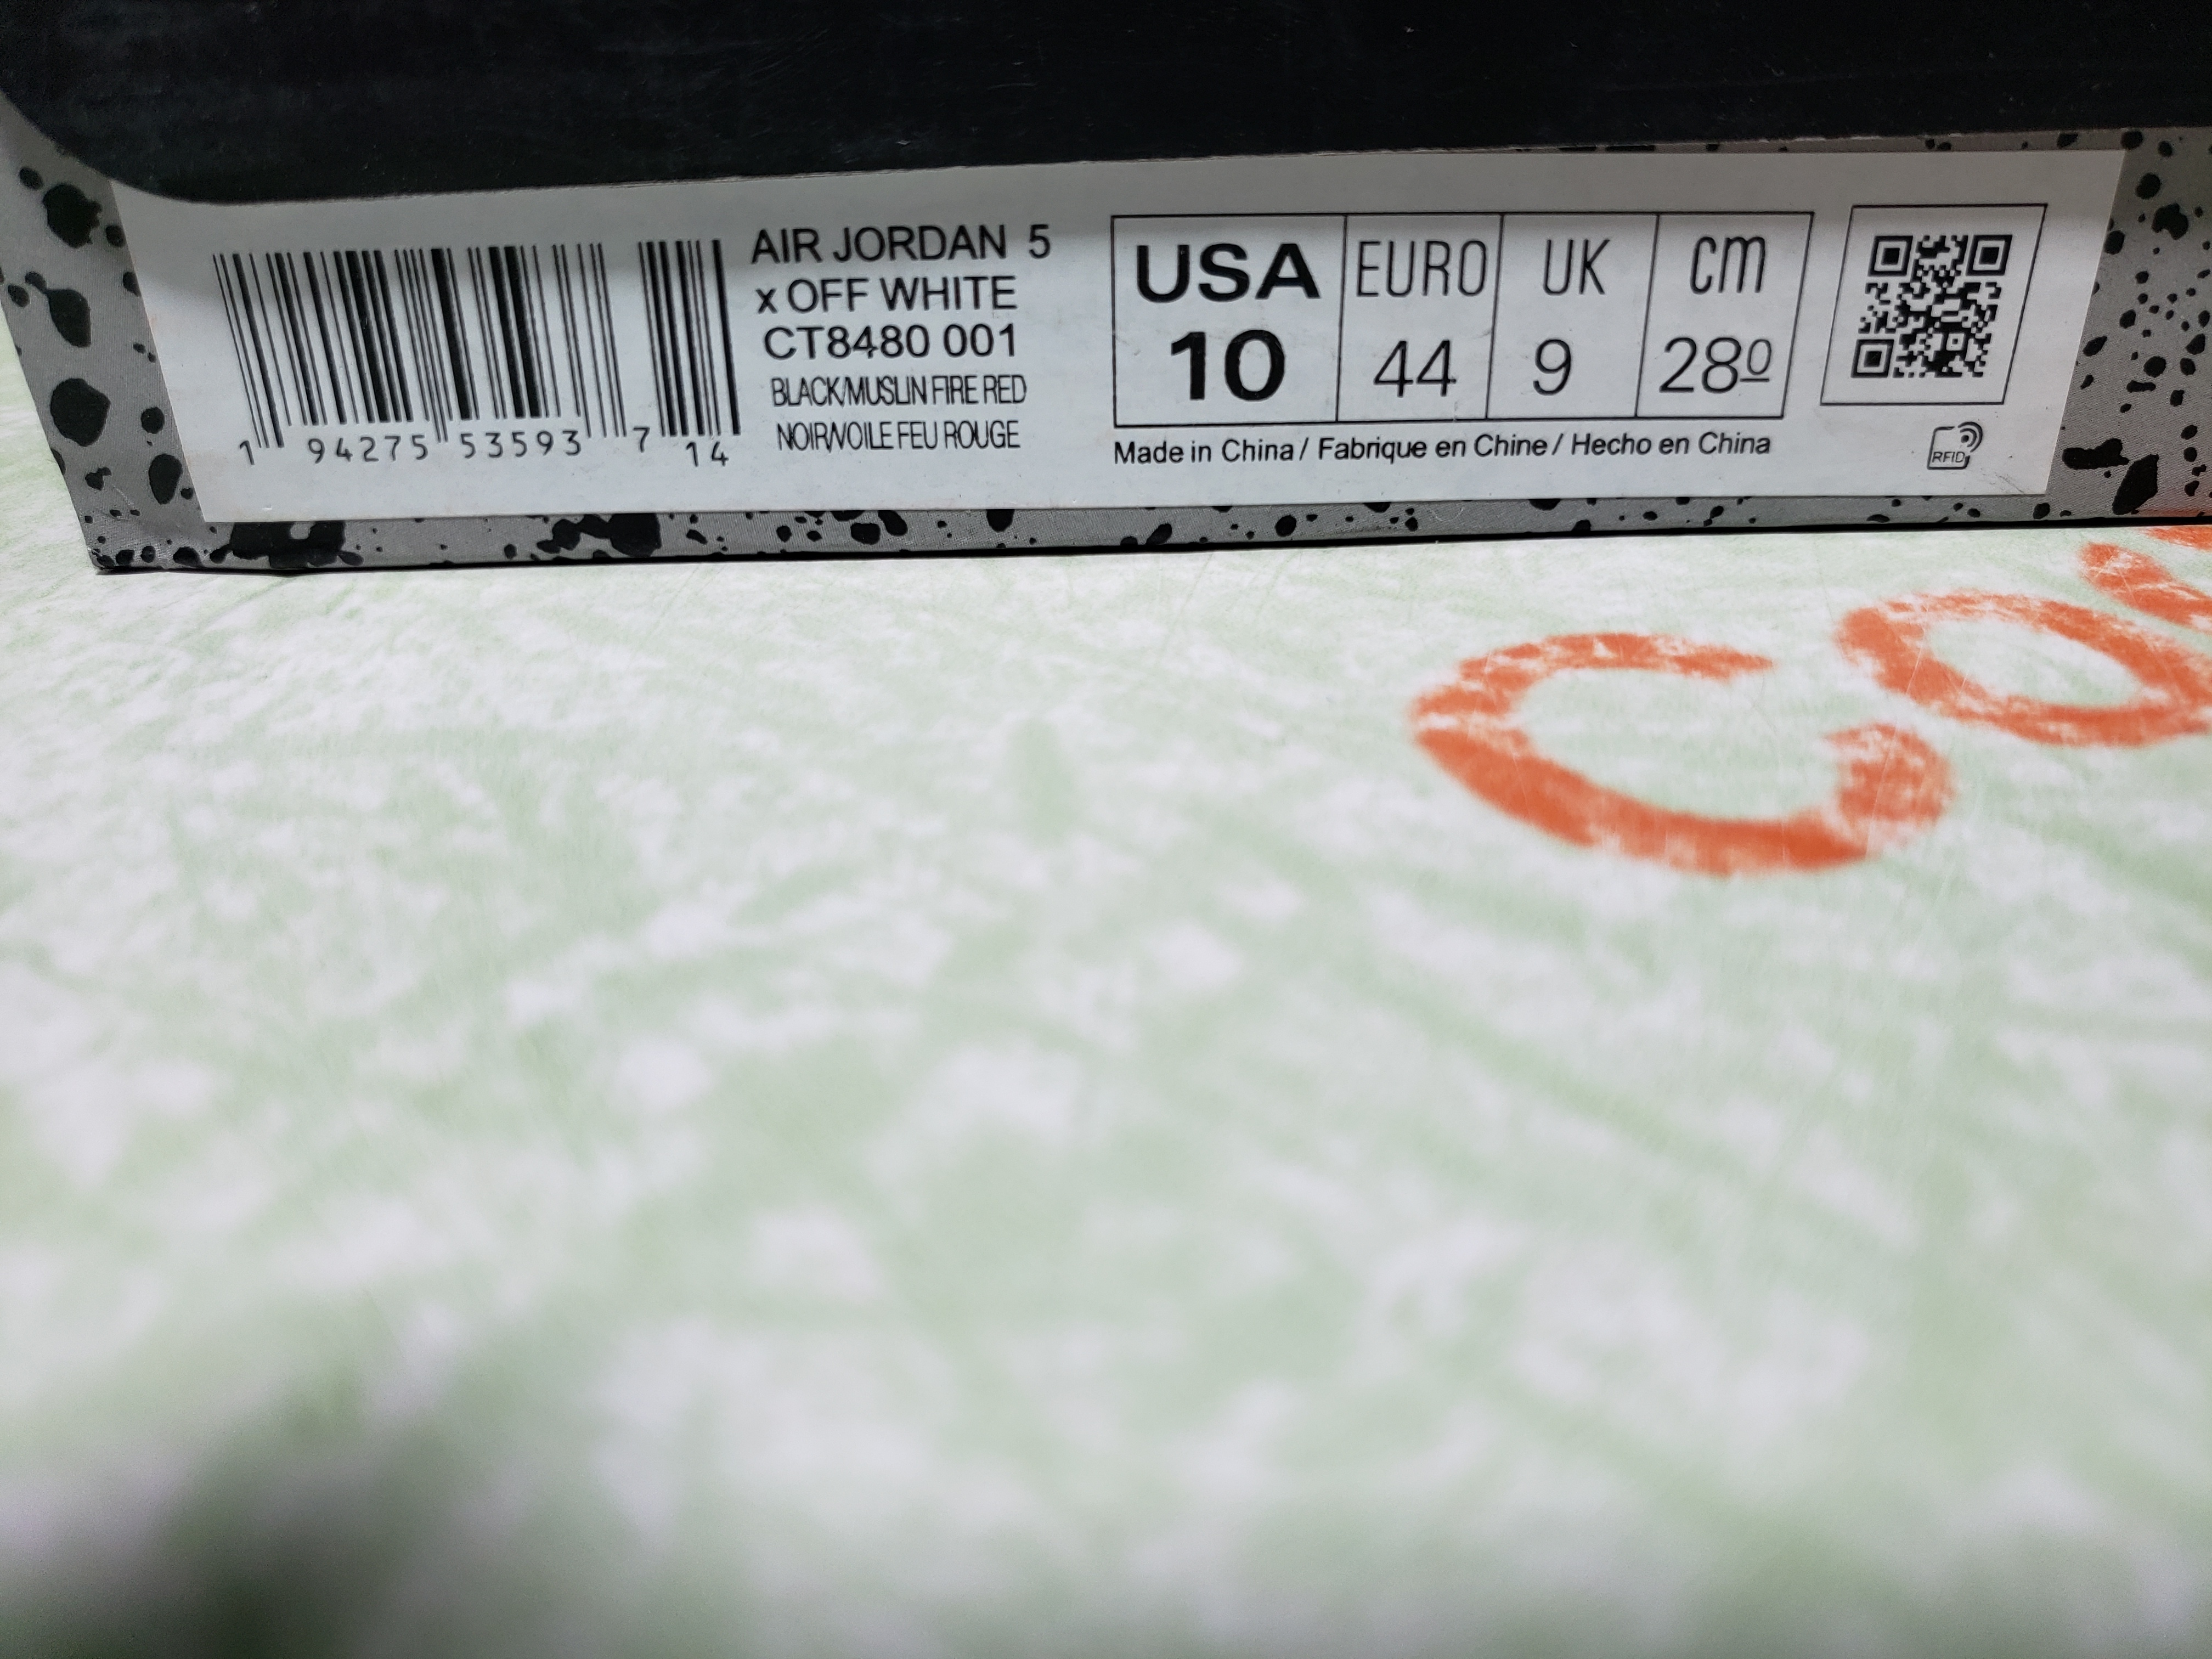 AIR JORDAN 5
x OFF WHITE
CT8480 001
BLACK/MUSLIN FIRE RED
NOIR/VOILE FEU ROUGE
1 94275 53593 7 14
USA EURO UK cm
10 44 9 28º
Made in China / Fabrique en Chine / Hecho en China
RFID